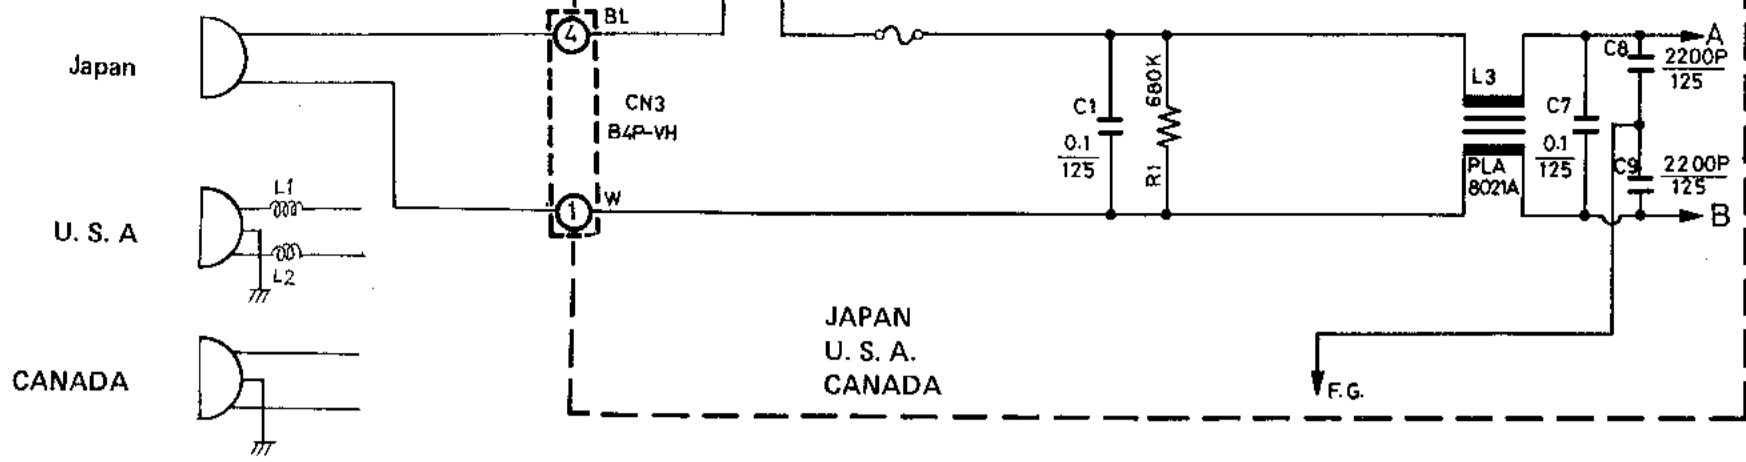 BL
4
Japan
CN3
B4P-VH
1
W
C1
0.1
125
680K
R1
L3
PLA
8021A
C7
0.1
125
C8
2200P
125
A
C9
2200P
125
B
U. S. A
L1
L2
JAPAN
U. S. A.
CANADA
F.G.
CANADA